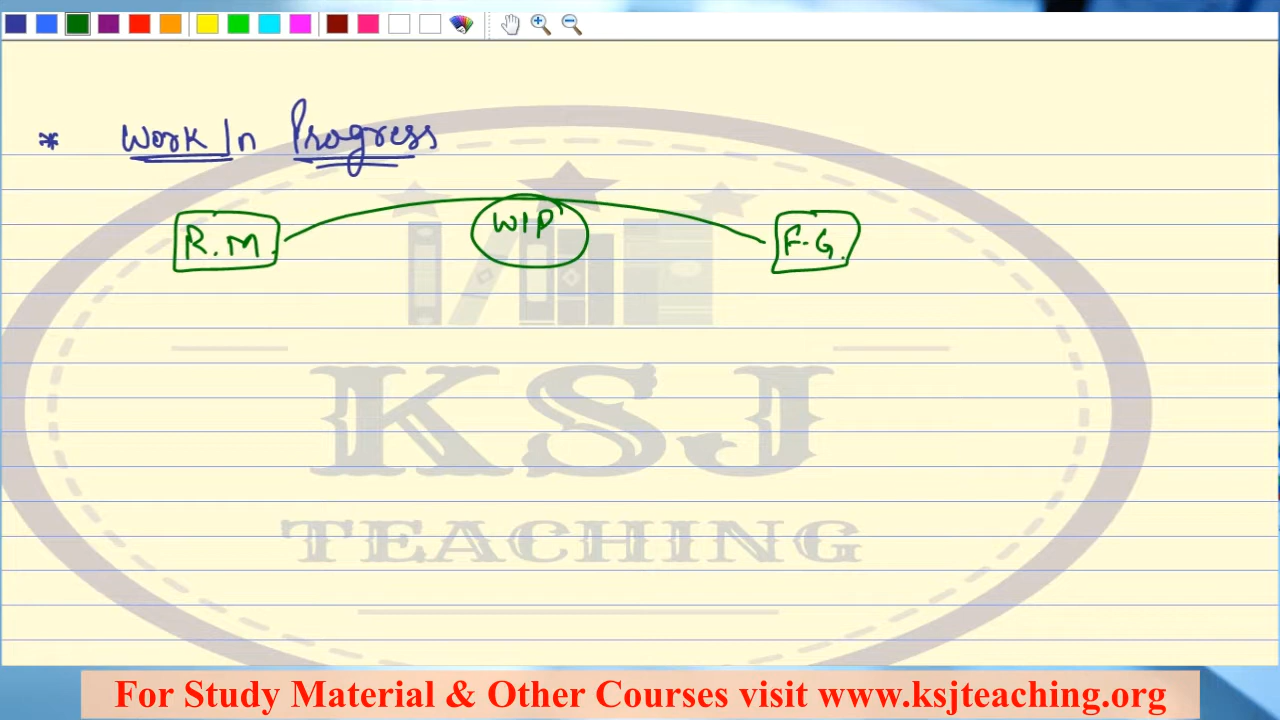 * Work In Progress
R.M. WIP F.G.
KSJ
TEACHING
For Study Material & Other Courses visit www.ksjteaching.org